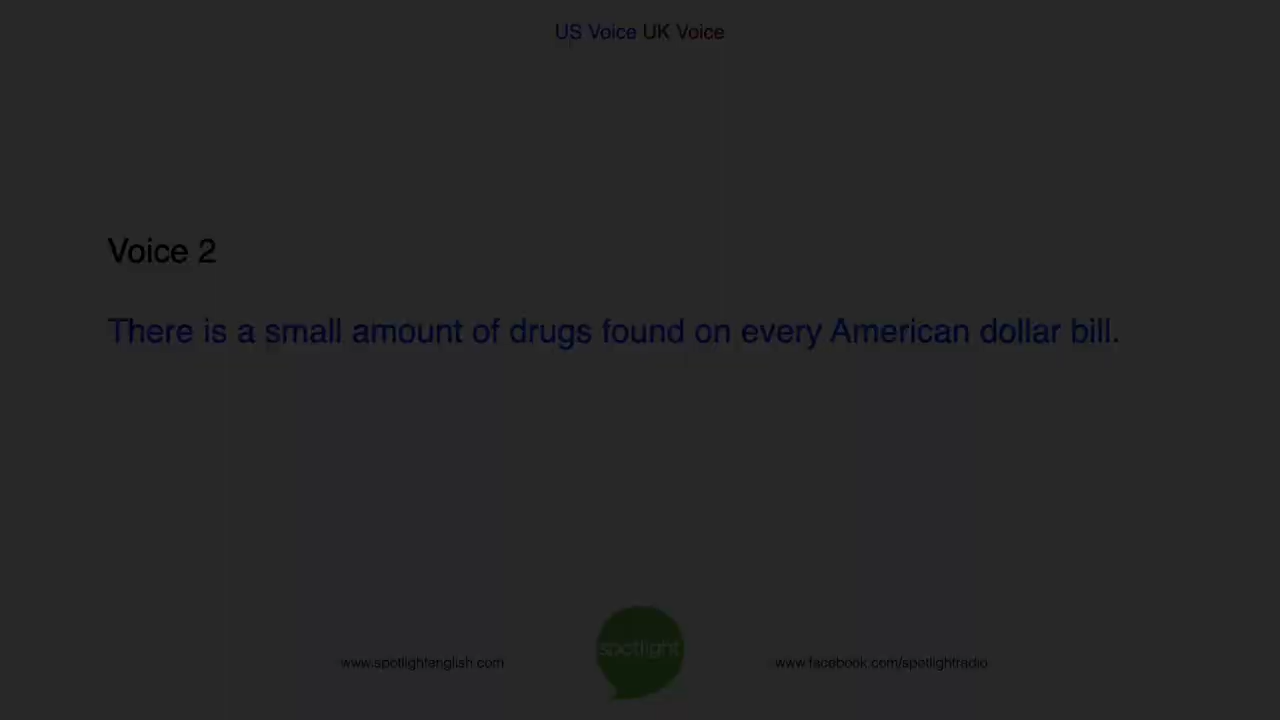 US Voice UK Voice
Voice 2
There is a small amount of drugs found on every American dollar bill.
spotlight
www.spotlightenglish.com
www.facebook.com/spotlightradio